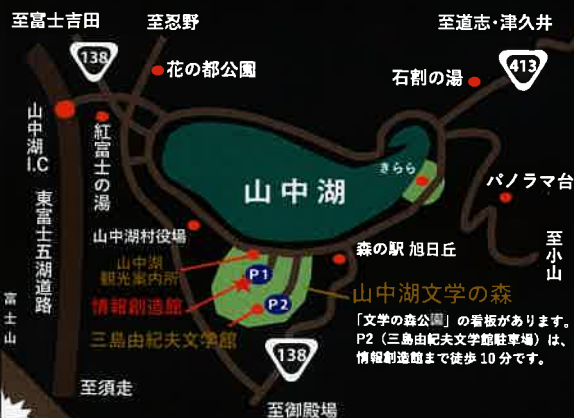 至富士吉田
至忍野
至道志・津久井
138
413
花の都公園
石割の湯
山中湖I.C
紅富士の湯
きらら
パノラマ台
山中湖
東富士五湖道路
山中湖村役場
森の駅 旭日丘
至小山
山中湖
観光案内所
P1
情報創造館
P2
山中湖文学の森
三島由紀夫文学館
富士山
「文学の森公園」の看板があります。
P2（三島由紀夫文学館駐車場）は、
情報創造館まで徒歩10分です。
138
至須走
至御殿場